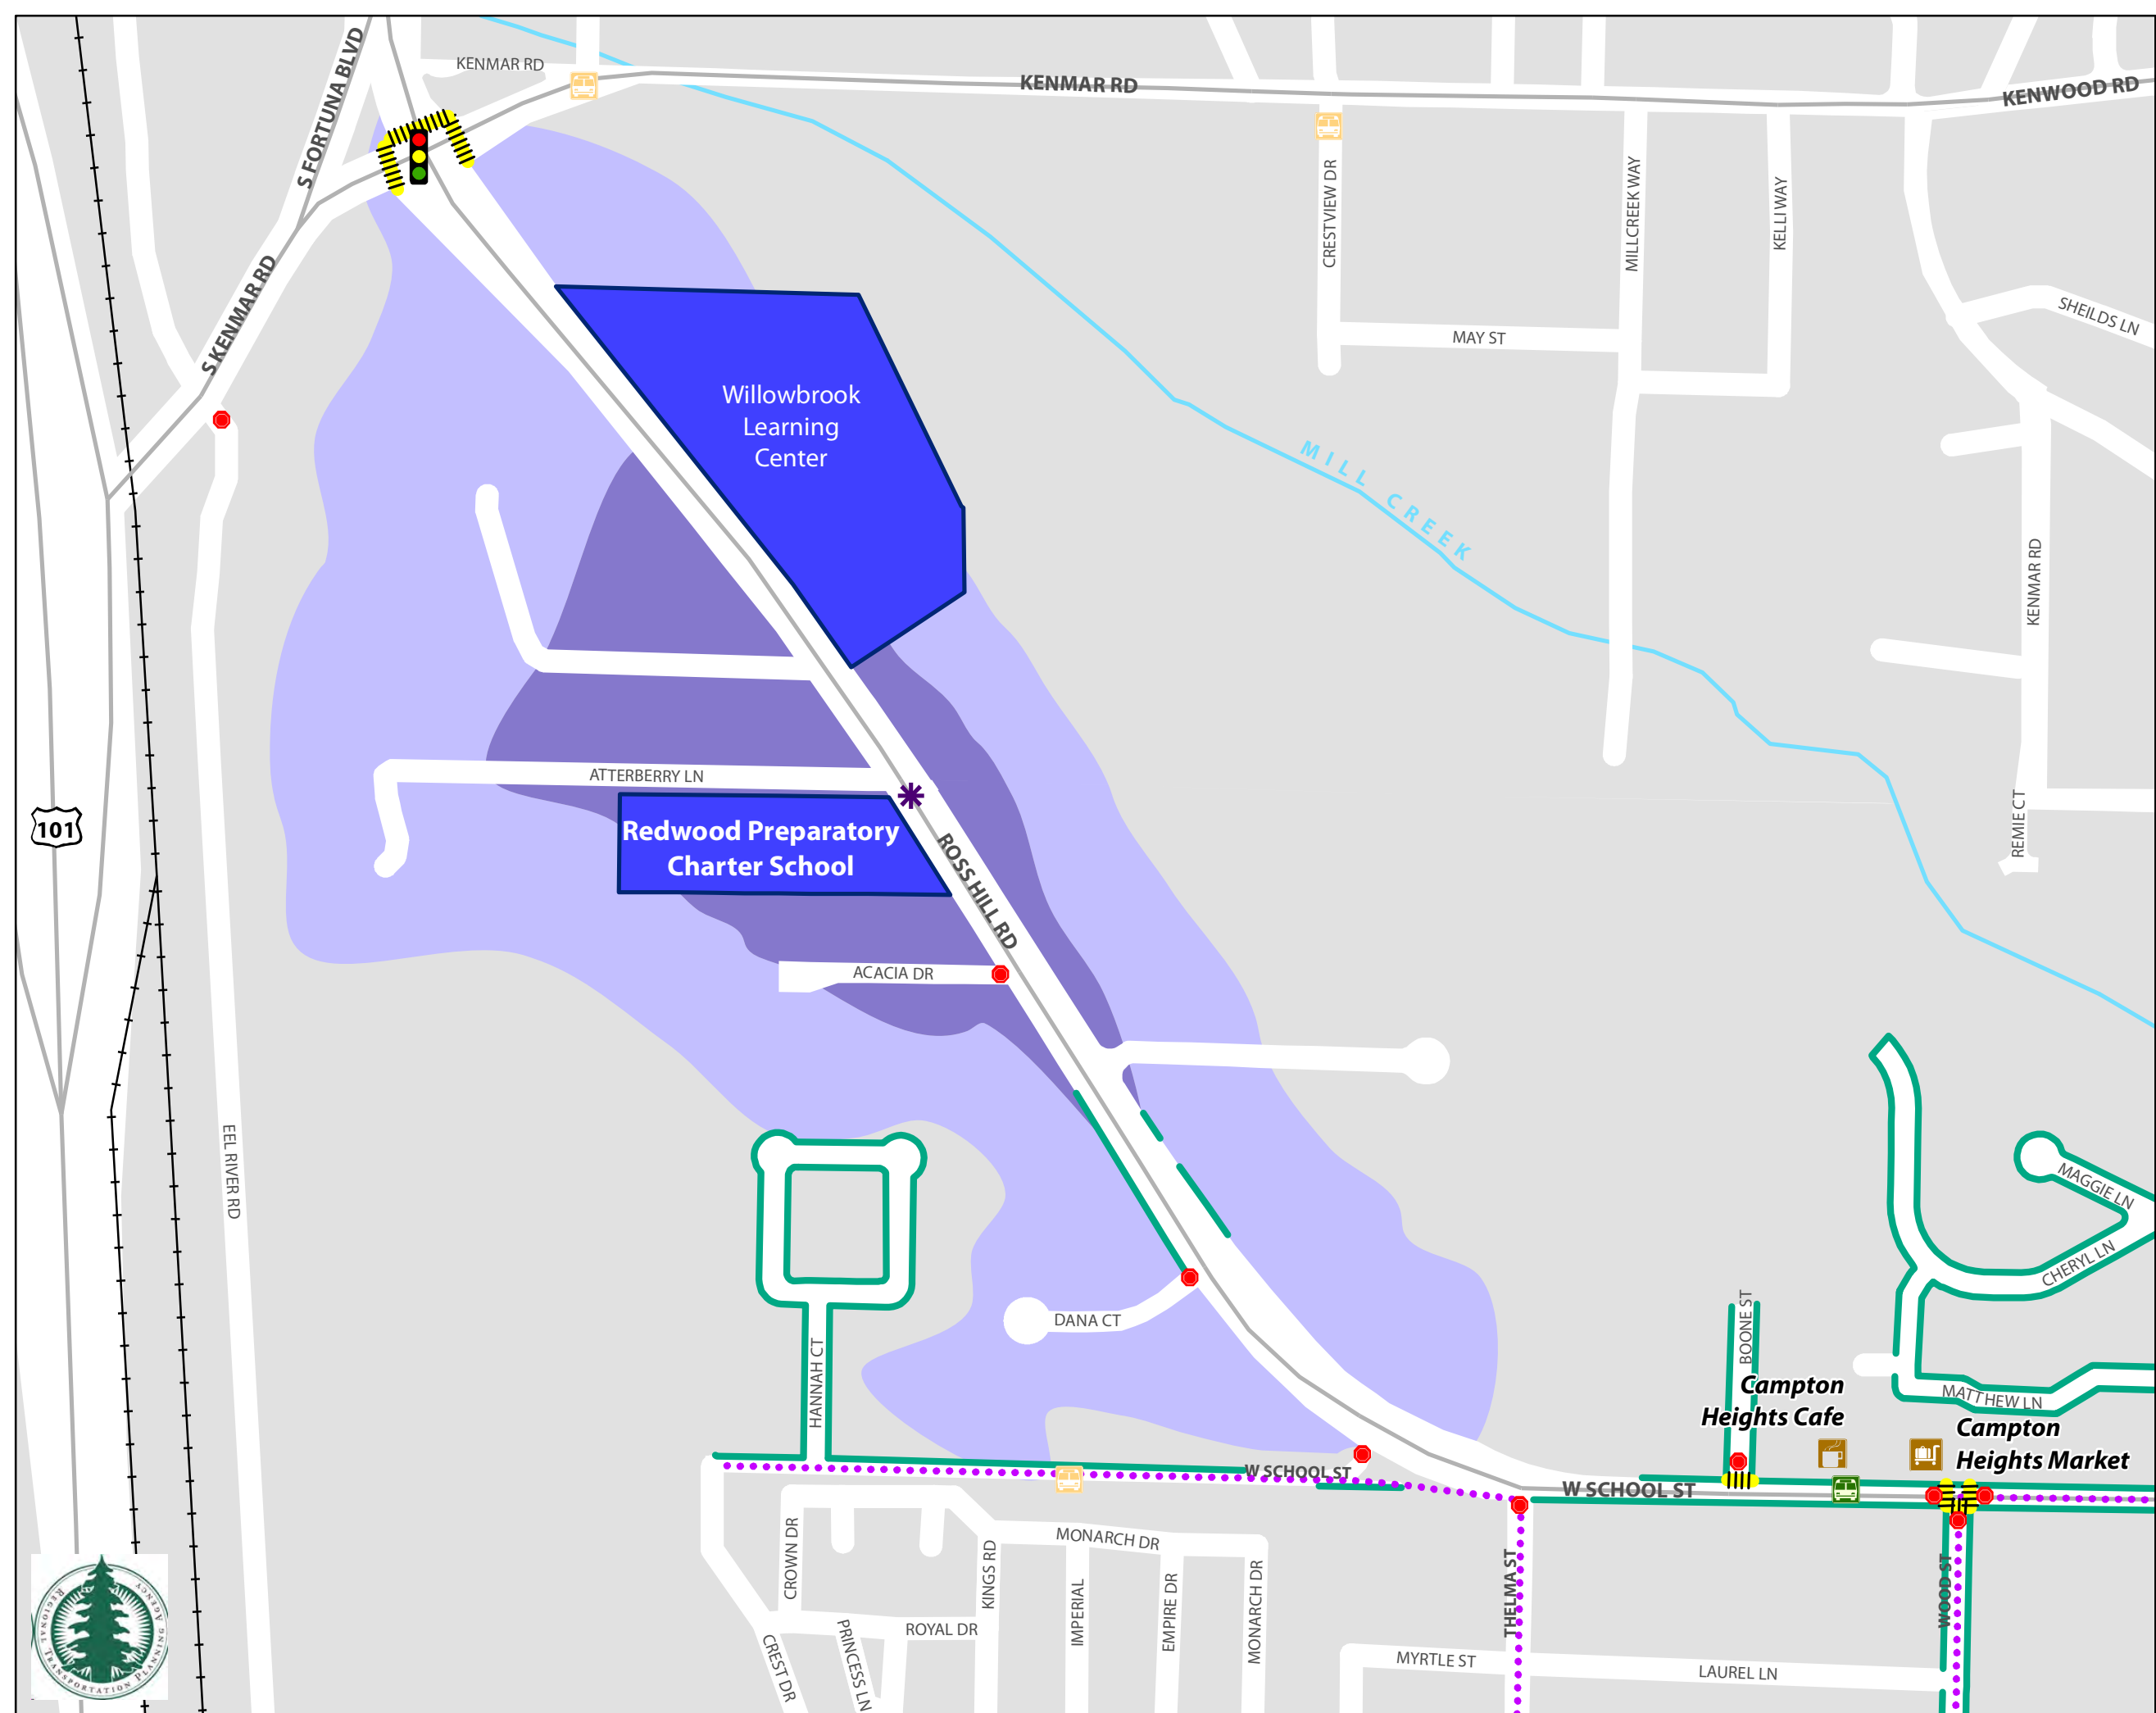 KENMAR RD
S FORTUNA BLVD
KENMAR RD
KENWOOD RD
CRESTVIEW DR
MILLCREEK WAY
KELLI WAY
S KENMAR RD
SHEILDS LN
MAY ST
Willowbrook
Learning
Center
MILL CREEK
KENMAR RD
ATTERBERRY LN
101
Redwood Preparatory
Charter School
ROSS HILL RD
REMIE CT
ACACIA DR
EEL RIVER RD
MAGGIE LN
CHERYL LN
DANA CT
BOONE ST
HANNAH CT
Campton
Heights Cafe
MATTHEW LN
Campton
Heights Market
W SCHOOL ST
W SCHOOL ST
CROWN DR
MONARCH DR
KINGS RD
IMPERIAL
EMPIRE DR
MONARCH DR
THELMA ST
WOOD ST
ROYAL DR
PRINCESS LN
CREST DR
MYRTLE ST
LAUREL LN
REGIONAL TRANSPORTATION PLANNING AGENCY